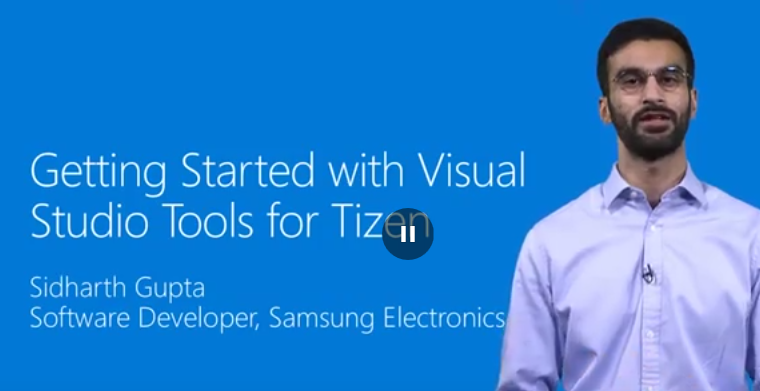 Getting Started with Visual
Studio Tools for Tizen
Sidharth Gupta
Software Developer, Samsung Electronics